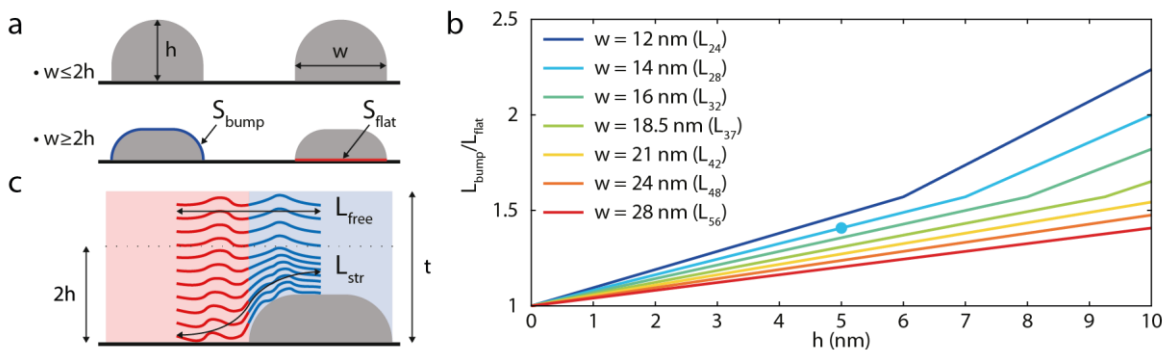 a
h
w
• w≤2h
S_bump
S_flat
• w≥2h
c
L_free
L_str
2h
t
b
2.5
2
1.5
1
L_bump/L_flat
w = 12 nm (L_24)
w = 14 nm (L_28)
w = 16 nm (L_32)
w = 18.5 nm (L_37)
w = 21 nm (L_42)
w = 24 nm (L_48)
w = 28 nm (L_56)
0 1 2 3 4 5 6 7 8 9 10
h (nm)